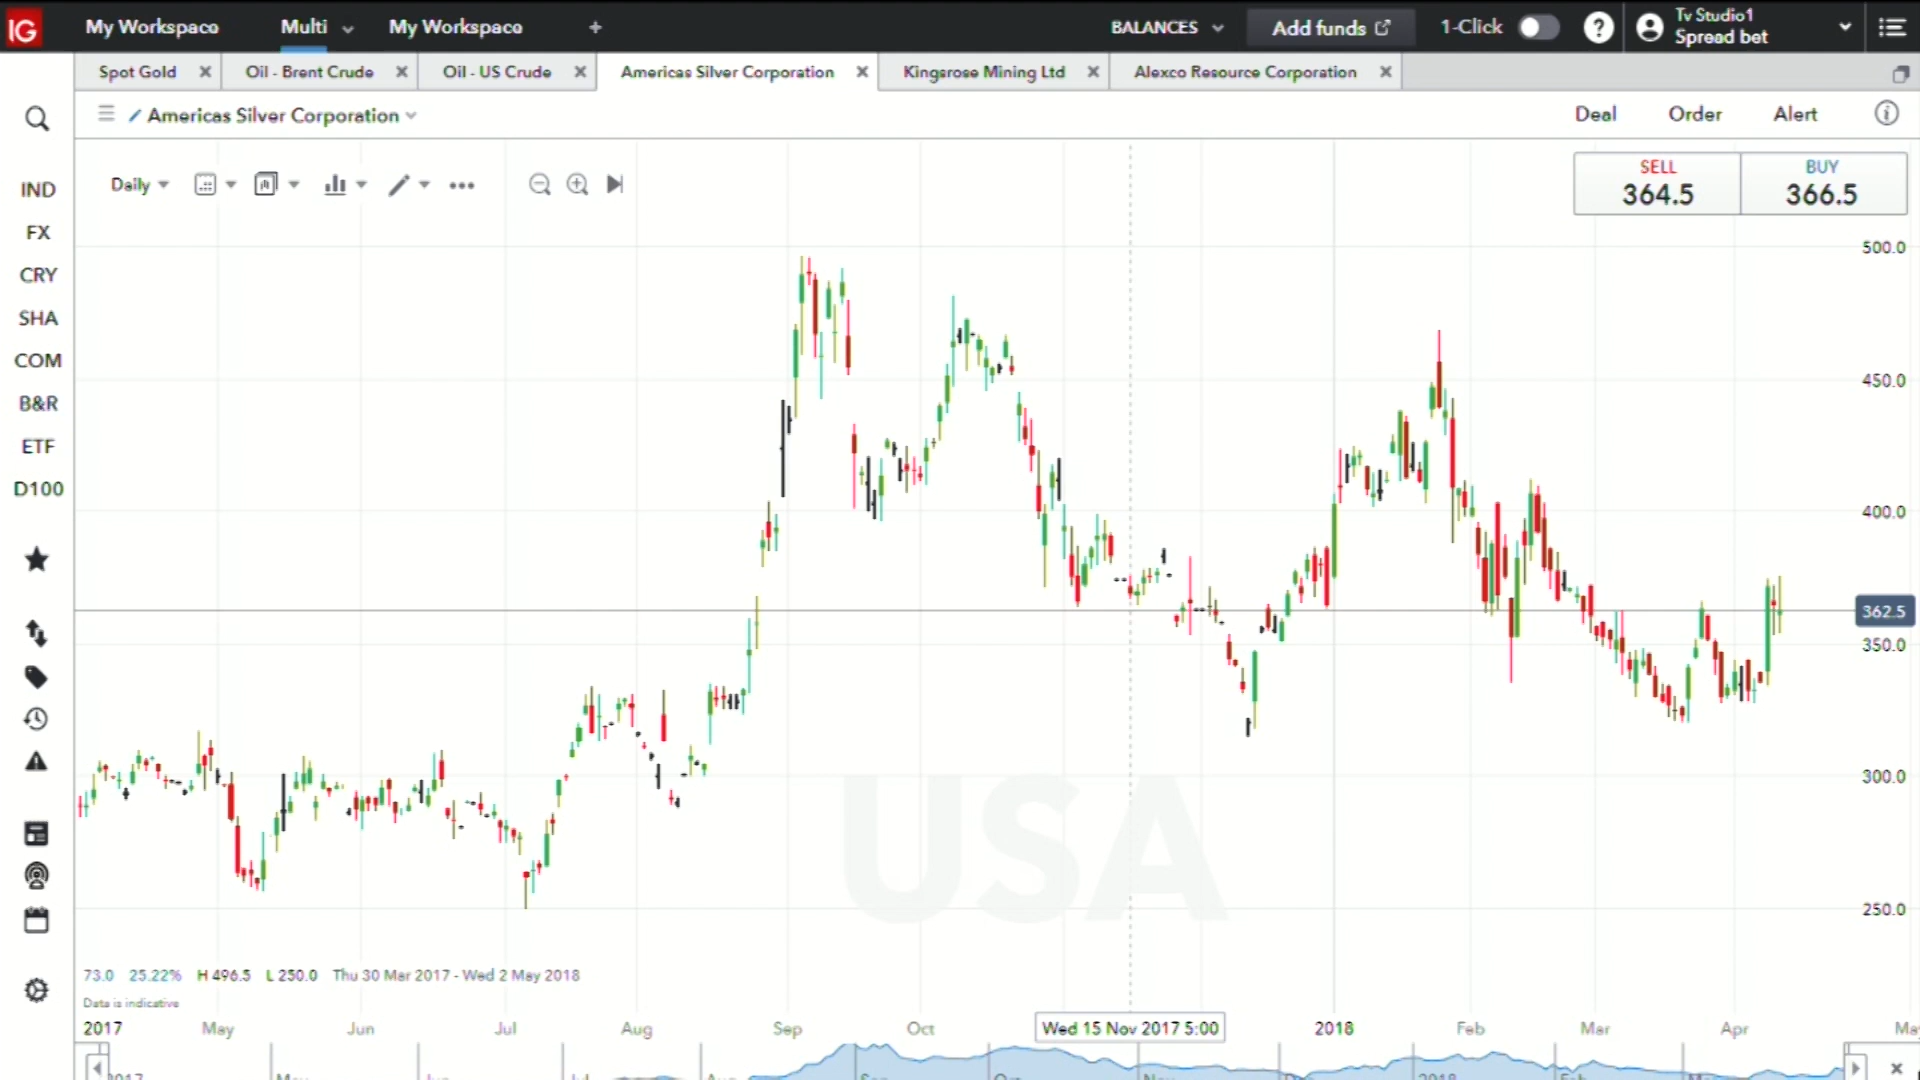 IG My Workspace Multi My Workspace + BALANCES Add funds 1-Click ? Tv Studio1
Spread bet
Spot Gold Oil - Brent Crude Oil - US Crude Americas Silver Corporation Kingsrose Mining Ltd Alexco Resource Corporation
Americas Silver Corporation Deal Order Alert
Daily
SELL BUY
364.5 366.5
IND
FX
CRY
SHA
COM
B&R
ETF
D100
500.0
450.0
400.0
362.5
350.0
300.0
250.0
USA
73.0 25.22% H 496.5 L 250.0 Thu 30 Mar 2017 - Wed 2 May 2018
Data is indicative
2017 May Jun Jul Aug Sep Oct Wed 15 Nov 2017 5:00 2018 Feb Mar Apr